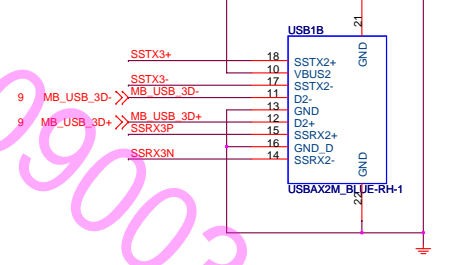 21
USB1B
GND
SSTX3+
18
SSTX2+
10
VBUS2
SSTX3-
17
SSTX2-
9 MB_USB_3D-
MB_USB_3D-
11
D2-
13
GND
9 MB_USB_3D+
MB_USB_3D+
12
D2+
SSRX3P
15
SSRX2+
16
GND_D
SSRX3N
14
SSRX2-
GND
USBAX2M_BLUE-RH-1
22
09003